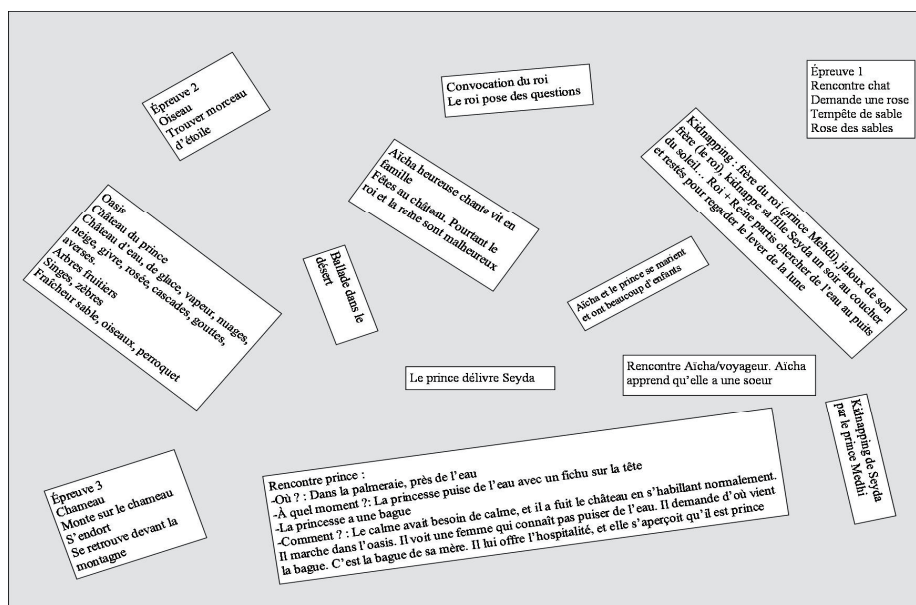 Épreuve 2
Oiseau
Trouver morceau
d'étoile
Convocation du roi
Le roi pose des questions
Épreuve 1
Rencontre chat
Demande une rose
Tempête de sable
Rose des sables
Aïcha heureuse chante vit en
famille
Fêtes au château. Pourtant le
roi et la reine sont malheureux
Kidnapping : frère du roi (prince Mehdi), jaloux de son
frère (le roi), kidnappe sa fille Seyda un soir au coucher
du soleil... Roi + Reine partis chercher de l'eau au puits
et restés pour regarder le lever de la lune
Oasis
Château du prince
Château d'eau, de glace, vapeur, nuages,
neige, givre, rosée, cascades, gouttes,
averses.
Arbres fruitiers
Singes, zèbres
Fraîcheur sable, oiseaux, perroquet
Ballade dans le
désert
Aïcha et le prince se marient
et ont beaucoup d'enfants
Le prince délivre Seyda
Rencontre Aïcha/voyageur. Aïcha
apprend qu'elle a une soeur
Kidnapping de Seyda
par le prince Medhi
Épreuve 3
Chameau
Monte sur le chameau
S'endort
Se retrouve devant la
montagne
Rencontre prince :
-Où ? : Dans la palmeraie, près de l'eau
-À quel moment ?: La princesse puise de l'eau avec un fichu sur la tête
-La princesse a une bague
-Comment ? : Le calme avait besoin de calme, et il a fuit le château en s'habillant normalement.
Il marche dans l'oasis. Il voit une femme qui connaît pas puiser de l'eau. Il demande d'où vient
la bague. C'est la bague de sa mère. Il lui offre l'hospitalité, et elle s'aperçoit qu'il est prince